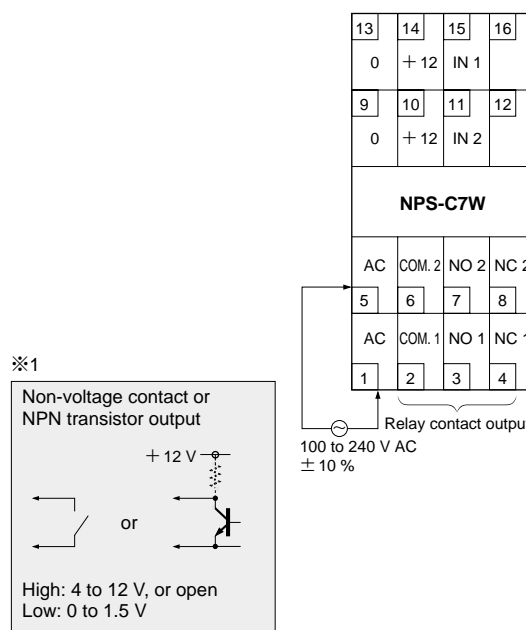 13 14 15 16
0 ＋12 IN 1
9 10 11 12
0 ＋12 IN 2
NPS-C7W
AC COM. 2 NO 2 NC 2
5 6 7 8
AC COM. 1 NO 1 NC 1
1 2 3 4
Relay contact outpu
100 to 240 V AC
±10 %
※1
Non-voltage contact or
NPN transistor output
＋12 V
or
High: 4 to 12 V, or open
Low: 0 to 1.5 V